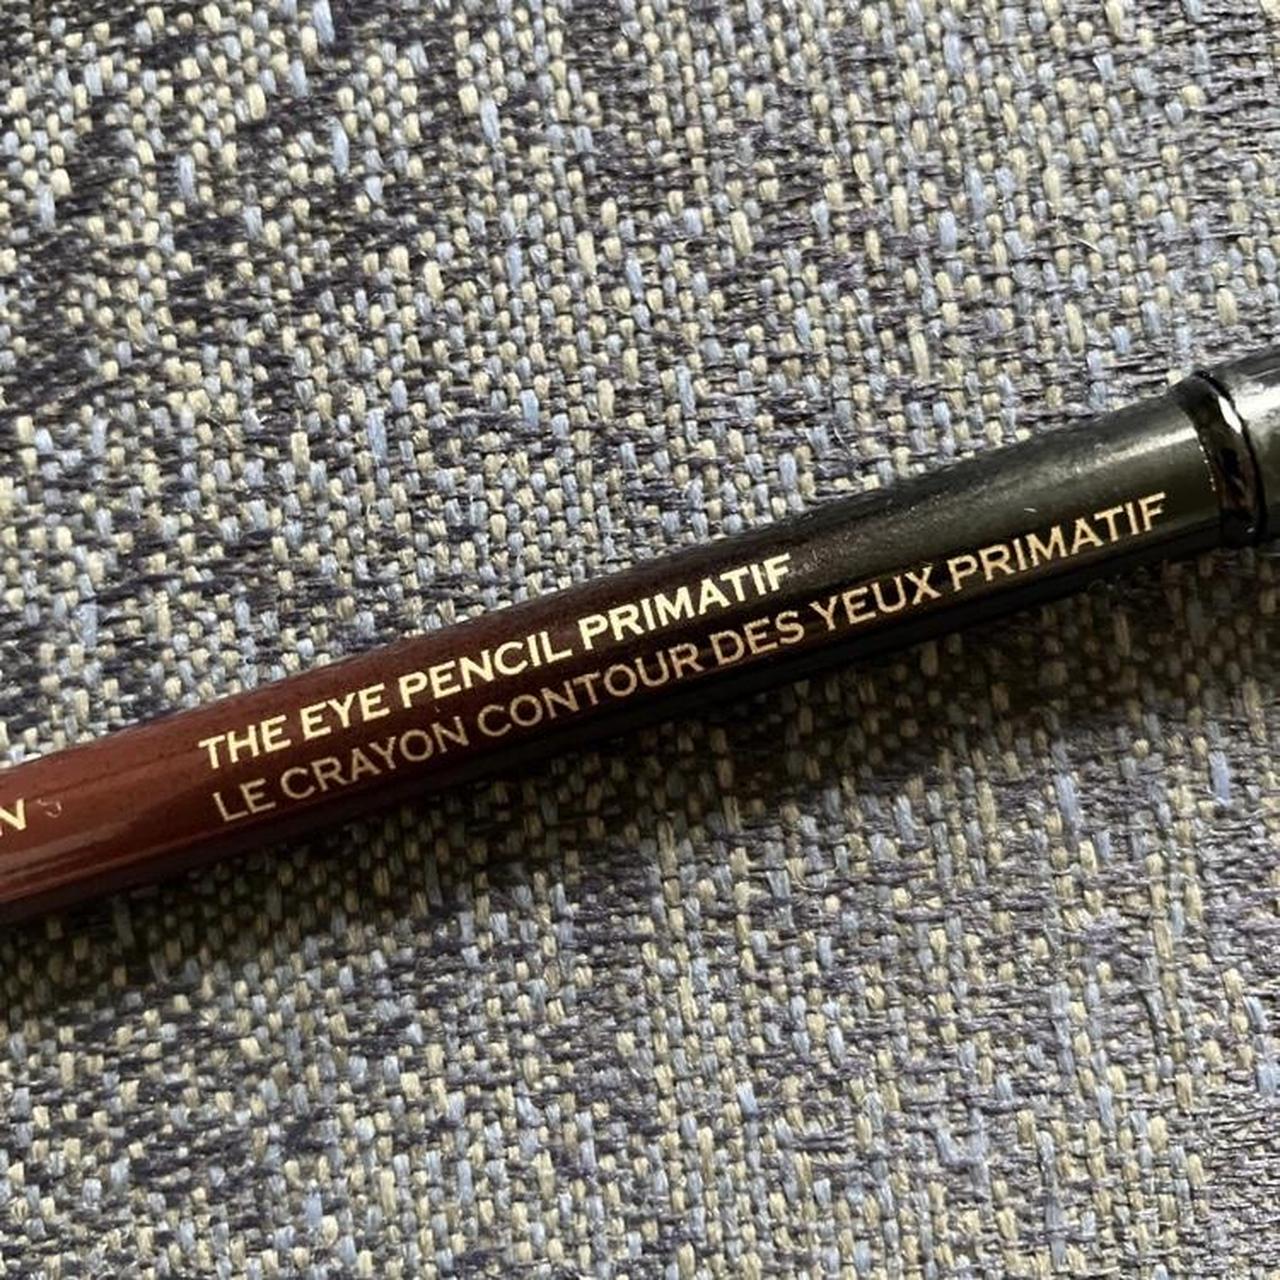 THE EYE PENCIL PRIMATIF
LE CRAYON CONTOUR DES YEUX PRIMATIF